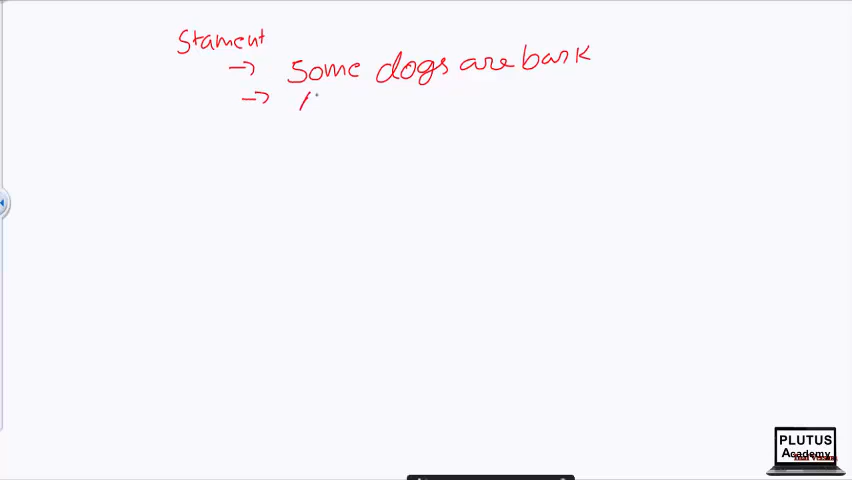 Stament
→ Some dogs are bark
→
PLUTUS
Academy